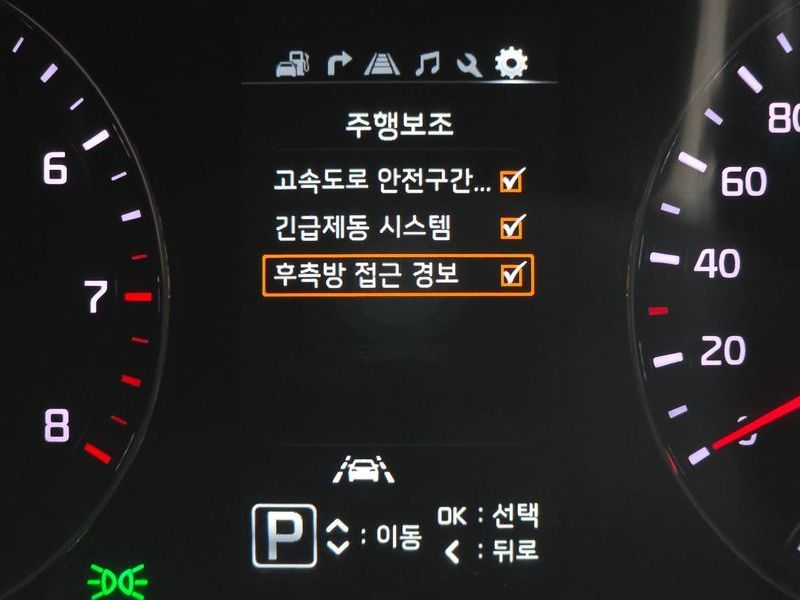 주행보조
고속도로 안전구간...
긴급제동 시스템
후측방 접근 경보
6
7
8
80
60
40
20
0
P : 이동
OK : 선택
< : 뒤로